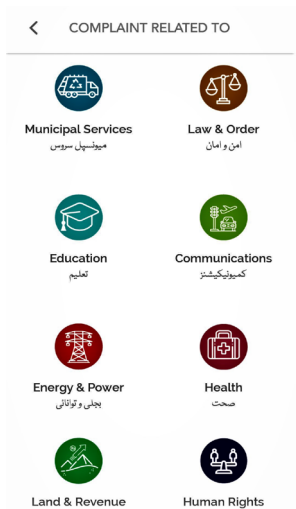 COMPLAINT RELATED TO
Municipal Services
میونسپل سروس
Law & Order
امن و امان
Education
تعلیم
Communications
کمیونیکیشنز
Energy & Power
بجلی و توانائی
Health
صحت
Land & Revenue
Human Rights